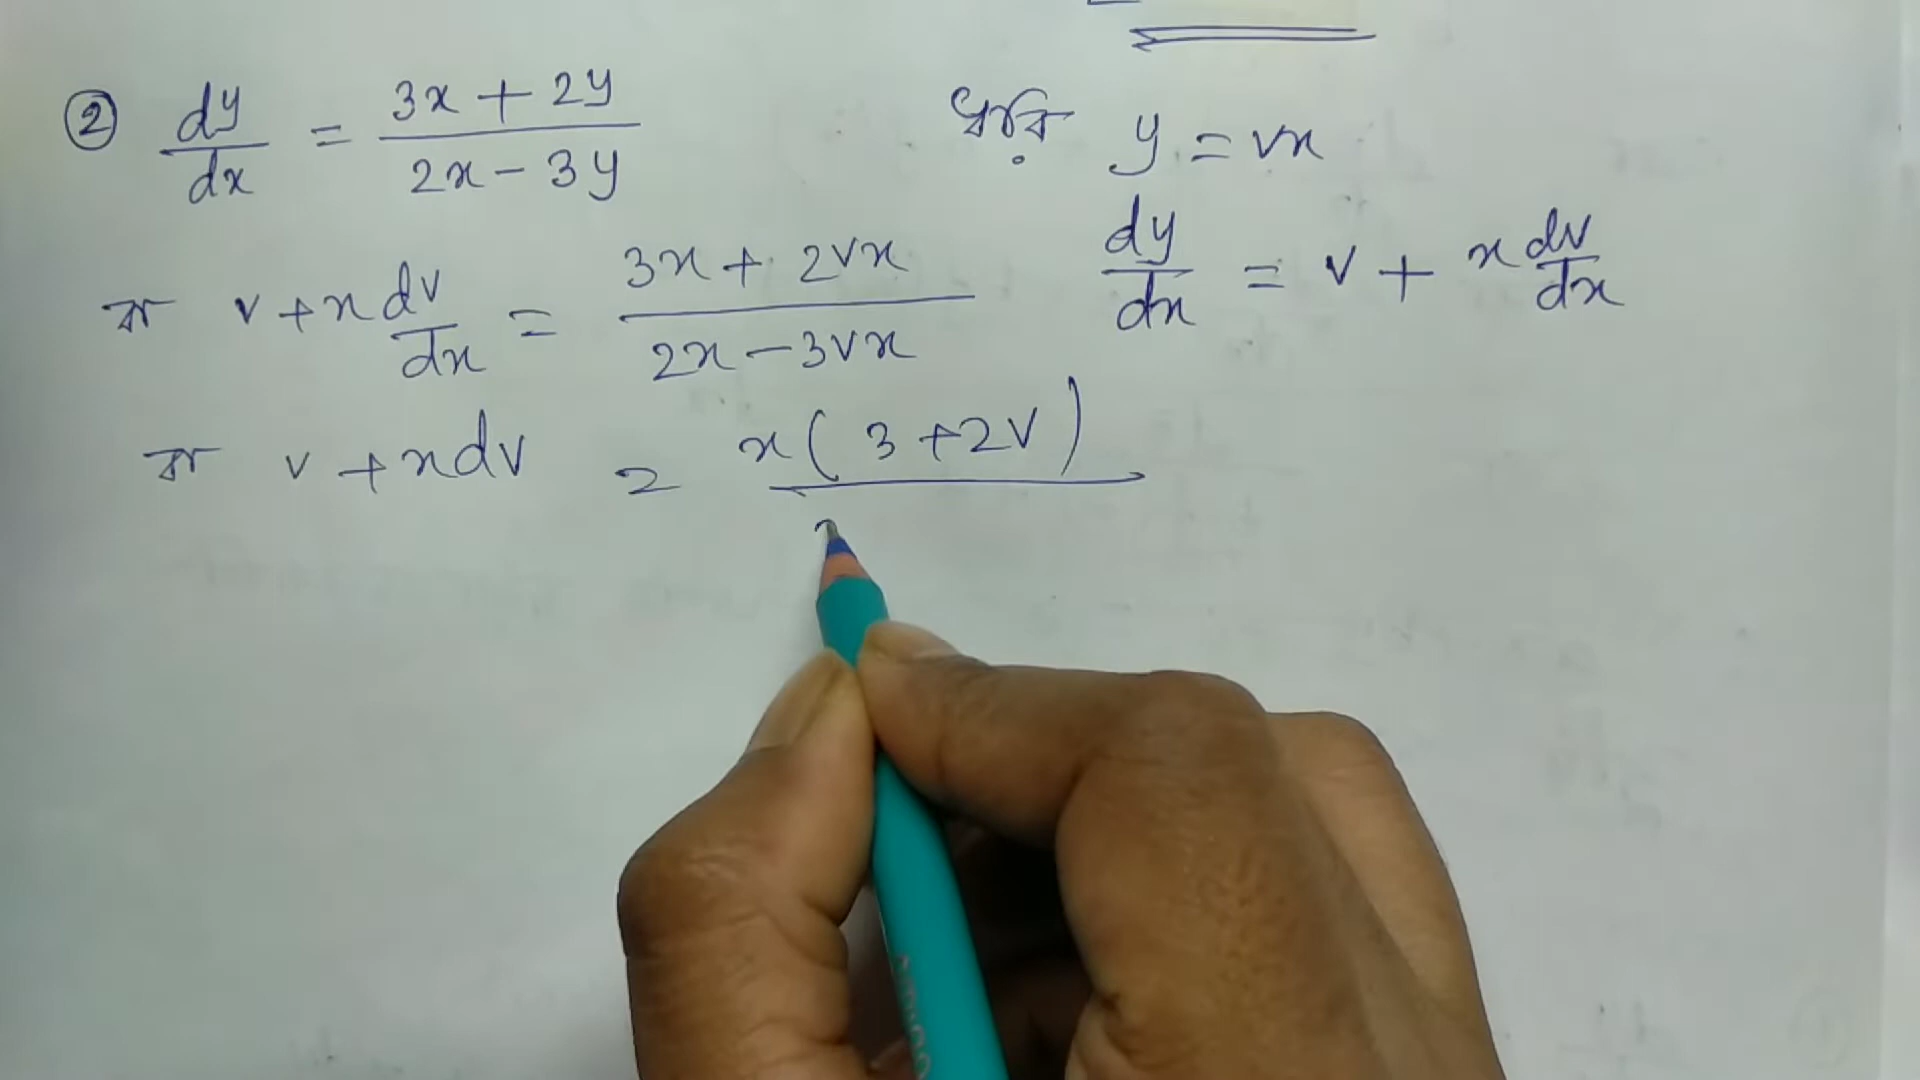 ② dy/dx = (3x + 2y)/(2x - 3y)
ধরি y = vx
dy/dx = v + x dv/dx
বা v + x dv/dx = (3x + 2vx)/(2x - 3vx)
বা v + x dv = x(3 + 2v)